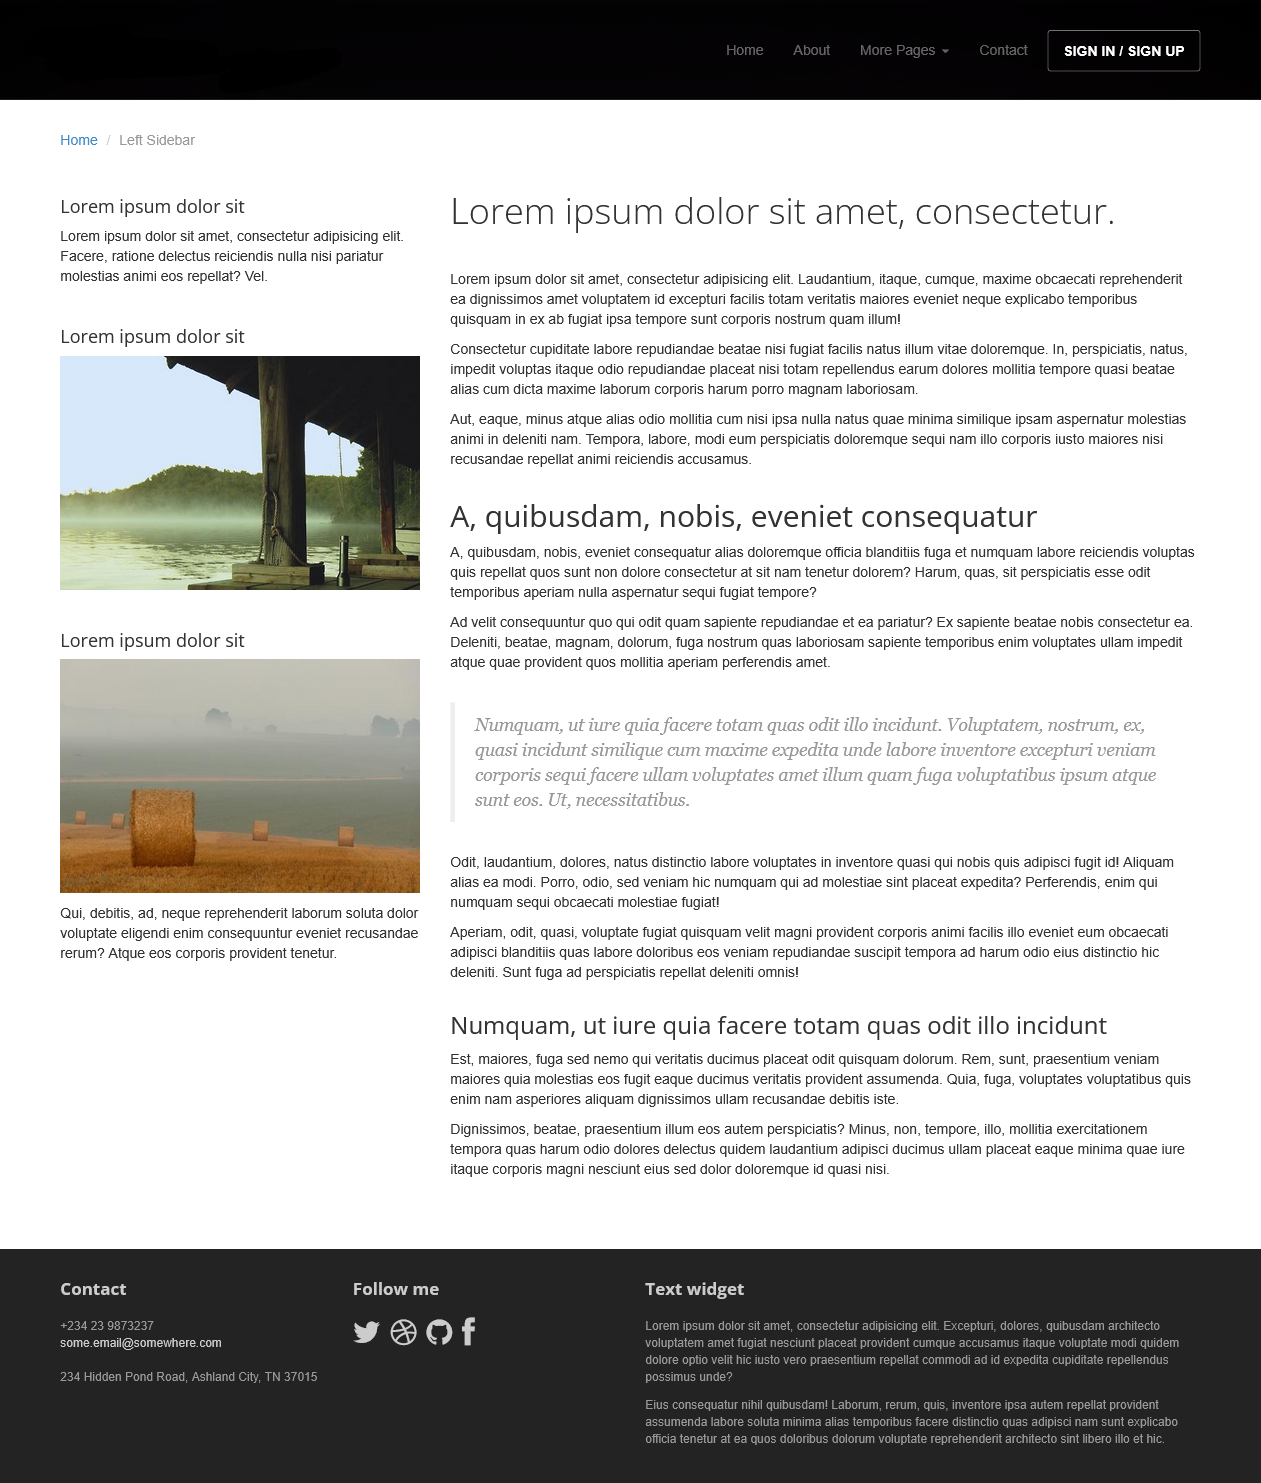 Home About More Pages Contact SIGN IN / SIGN UP
Home / Left Sidebar
Lorem ipsum dolor sit
Lorem ipsum dolor sit amet, consectetur adipisicing elit.
Facere, ratione delectus reiciendis nulla nisi pariatur
molestias animi eos repellat? Vel.
Lorem ipsum dolor sit
Lorem ipsum dolor sit
Qui, debitis, ad, neque reprehenderit laborum soluta dolor
voluptate eligendi enim consequuntur eveniet recusandae
rerum? Atque eos corporis provident tenetur.
Lorem ipsum dolor sit amet, consectetur.
Lorem ipsum dolor sit amet, consectetur adipisicing elit. Laudantium, itaque, cumque, maxime obcaecati reprehenderit
ea dignissimos amet voluptatem id excepturi facilis totam veritatis maiores eveniet neque explicabo temporibus
quisquam in ex ab fugiat ipsa tempore sunt corporis nostrum quam illum!
Consectetur cupiditate labore repudiandae beatae nisi fugiat facilis natus illum vitae doloremque. In, perspiciatis, natus,
impedit voluptas itaque odio repudiandae placeat nisi totam repellendus earum dolores mollitia tempore quasi beatae
alias cum dicta maxime laborum corporis harum porro magnam laboriosam.
Aut, eaque, minus atque alias odio mollitia cum nisi ipsa nulla natus quae minima similique ipsam aspernatur molestias
animi in deleniti nam. Tempora, labore, modi eum perspiciatis doloremque sequi nam illo corporis iusto maiores nisi
recusandae repellat animi reiciendis accusamus.
A, quibusdam, nobis, eveniet consequatur
A, quibusdam, nobis, eveniet consequatur alias doloremque officia blanditiis fuga et numquam labore reiciendis voluptas
quis repellat quos sunt non dolore consectetur at sit nam tenetur dolorem? Harum, quas, sit perspiciatis esse odit
temporibus aperiam nulla aspernatur sequi fugiat tempore?
Ad velit consequuntur quo qui odit quam sapiente repudiandae et ea pariatur? Ex sapiente beatae nobis consectetur ea.
Deleniti, beatae, magnam, dolorum, fuga nostrum quas laboriosam sapiente temporibus enim voluptates ullam impedit
atque quae provident quos mollitia aperiam perferendis amet.
Numquam, ut iure quia facere totam quas odit illo incidunt. Voluptatem, nostrum, ex,
quasi incidunt similique cum maxime expedita unde labore inventore excepturi veniam
corporis sequi facere ullam voluptates amet illum quam fuga voluptatibus ipsum atque
sunt eos. Ut, necessitatibus.
Odit, laudantium, dolores, natus distinctio labore voluptates in inventore quasi qui nobis quis adipisci fugit id! Aliquam
alias ea modi. Porro, odio, sed veniam hic numquam qui ad molestiae sint placeat expedita? Perferendis, enim qui
numquam sequi obcaecati molestiae fugiat!
Aperiam, odit, quasi, voluptate fugiat quisquam velit magni provident corporis animi facilis illo eveniet eum obcaecati
adipisci blanditiis quas labore doloribus eos veniam repudiandae suscipit tempora ad harum odio eius distinctio hic
deleniti. Sunt fuga ad perspiciatis repellat deleniti omnis!
Numquam, ut iure quia facere totam quas odit illo incidunt
Est, maiores, fuga sed nemo qui veritatis ducimus placeat odit quisquam dolorum. Rem, sunt, praesentium veniam
maiores quia molestias eos fugit eaque ducimus veritatis provident assumenda. Quia, fuga, voluptates voluptatibus quis
enim nam asperiores aliquam dignissimos ullam recusandae debitis iste.
Dignissimos, beatae, praesentium illum eos autem perspiciatis? Minus, non, tempore, illo, mollitia exercitationem
tempora quas harum odio dolores delectus quidem laudantium adipisci ducimus ullam placeat eaque minima quae iure
itaque corporis magni nesciunt eius sed dolor doloremque id quasi nisi.
Contact
+234 23 9873237
some.email@somewhere.com
234 Hidden Pond Road, Ashland City, TN 37015
Follow me
Text widget
Lorem ipsum dolor sit amet, consectetur adipisicing elit. Excepturi, dolores, quibusdam architecto
voluptatem amet fugiat nesciunt placeat provident cumque accusamus itaque voluptate modi quidem
dolore optio velit hic iusto vero praesentium repellat commodi ad id expedita cupiditate repellendus
possimus unde?
Eius consequatur nihil quibusdam! Laborum, rerum, quis, inventore ipsa autem repellat provident
assumenda labore soluta minima alias temporibus facere distinctio quas adipisci nam sunt explicabo
officia tenetur at ea quos doloribus dolorum voluptate reprehenderit architecto sint libero illo et hic.